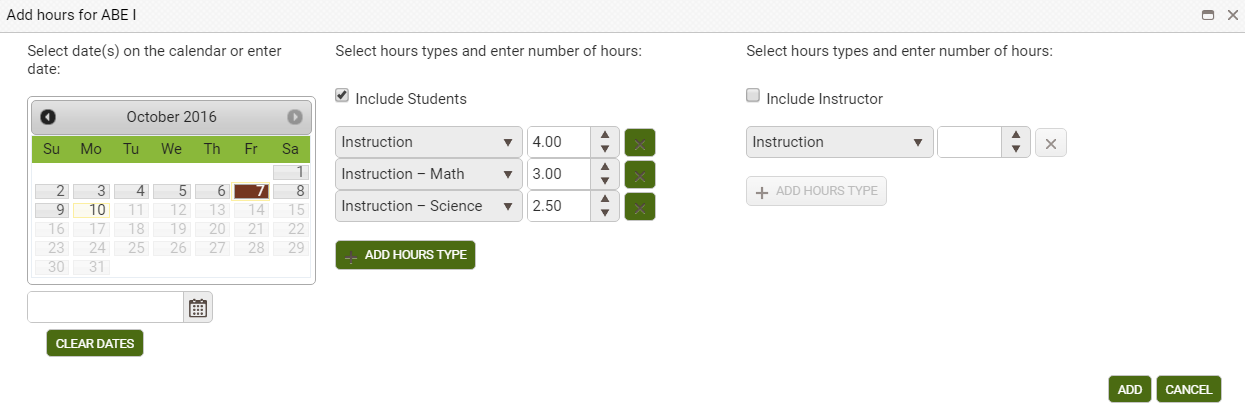 Add hours for ABE I
Select date(s) on the calendar or enter
date:
October 2016
Su Mo Tu We Th Fr Sa
1
2 3 4 5 6 7 8
9 10 11 12 13 14 15
16 17 18 19 20 21 22
23 24 25 26 27 28 29
30 31
CLEAR DATES
Select hours types and enter number of hours:
Include Students
Instruction 4.00
Instruction – Math 3.00
Instruction – Science 2.50
ADD HOURS TYPE
Select hours types and enter number of hours:
Include Instructor
Instruction
ADD HOURS TYPE
ADD CANCEL